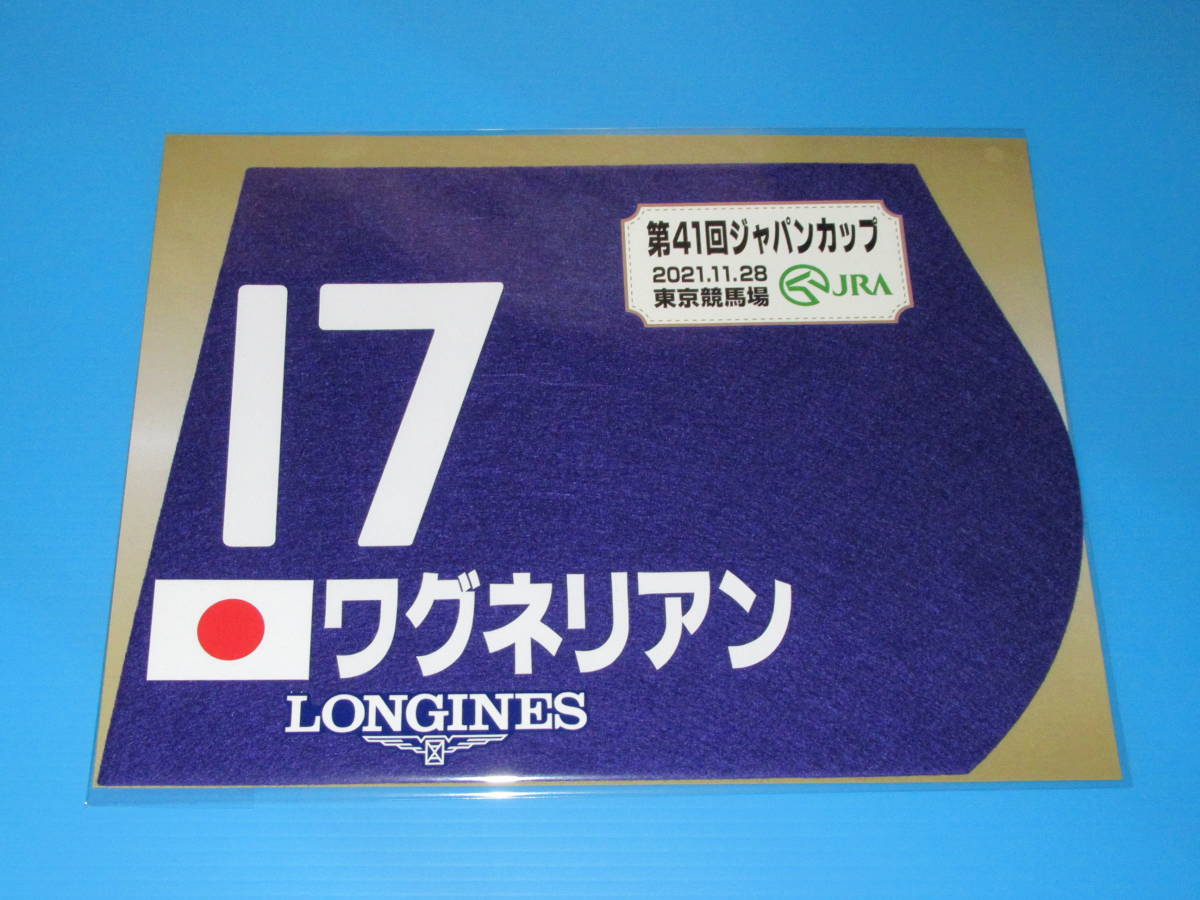 第41回ジャパンカップ
2021.11.28
東京競馬場
JRA
17
ワグネリアン
LONGINES